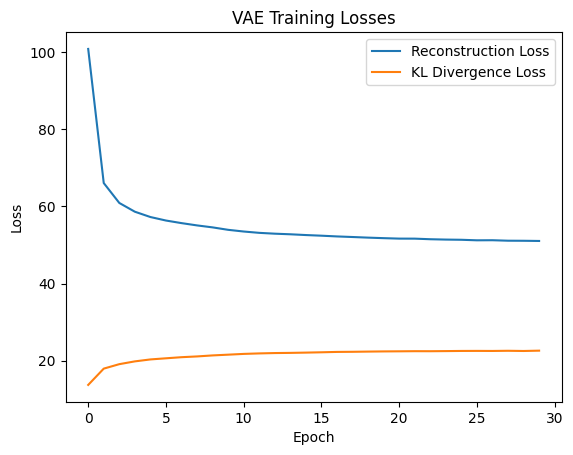 VAE Training Losses
Reconstruction Loss
KL Divergence Loss
Loss
100
80
60
40
20
0 5 10 15 20 25 30
Epoch